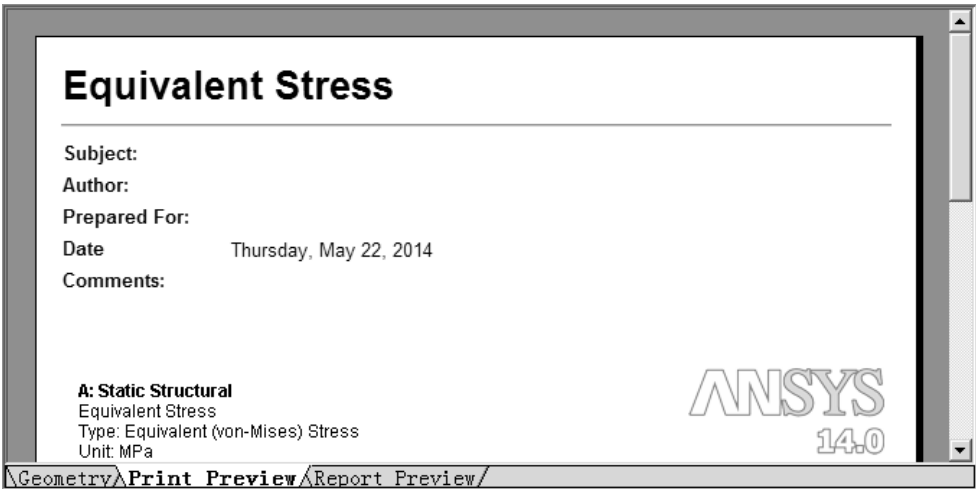 Equivalent Stress
Subject:
Author:
Prepared For:
Date Thursday, May 22, 2014
Comments:
A: Static Structural
Equivalent Stress
Type: Equivalent (von-Mises) Stress
Unit: MPa
ANSYS
14.0
Geometry Print Preview Report Preview